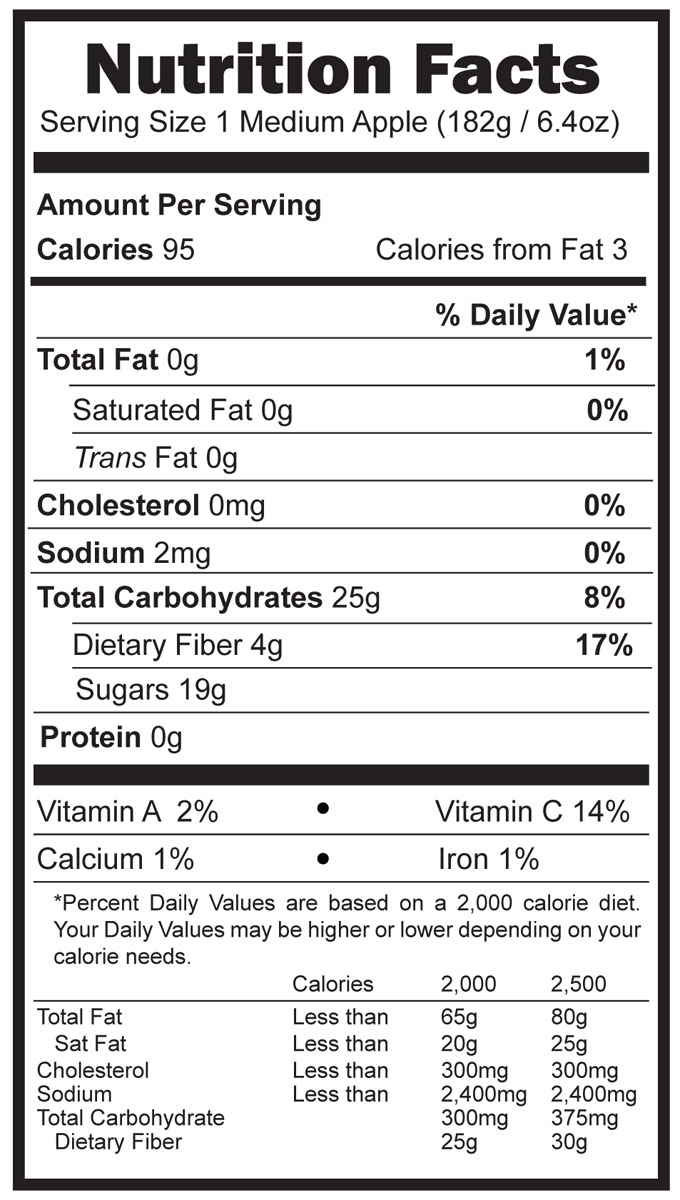 Nutrition Facts
Serving Size 1 Medium Apple (182g / 6.4oz)
Amount Per Serving
Calories 95 Calories from Fat 3
% Daily Value*
Total Fat 0g 1%
Saturated Fat 0g 0%
Trans Fat 0g
Cholesterol 0mg 0%
Sodium 2mg 0%
Total Carbohydrates 25g 8%
Dietary Fiber 4g 17%
Sugars 19g
Protein 0g
Vitamin A 2% • Vitamin C 14%
Calcium 1% • Iron 1%
*Percent Daily Values are based on a 2,000 calorie diet.
Your Daily Values may be higher or lower depending on your
calorie needs.
Calories 2,000 2,500
Total Fat Less than 65g 80g
Sat Fat Less than 20g 25g
Cholesterol Less than 300mg 300mg
Sodium Less than 2,400mg 2,400mg
Total Carbohydrate 300mg 375mg
Dietary Fiber 25g 30g